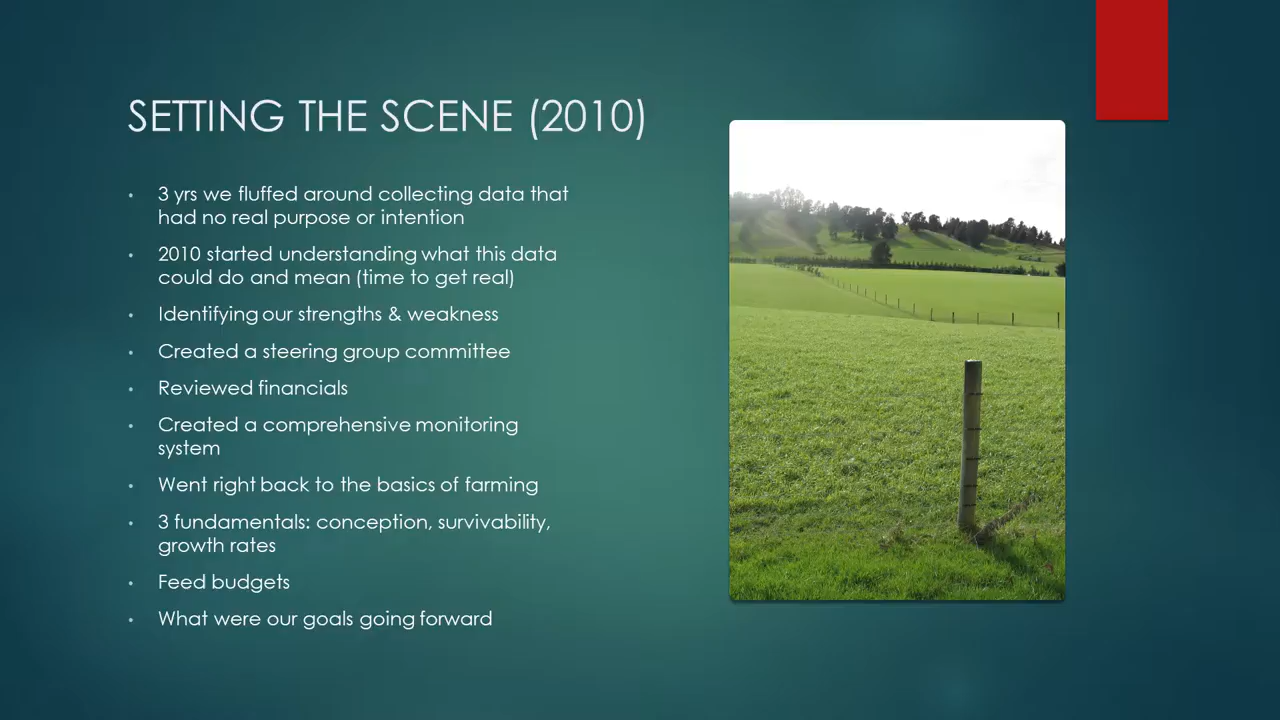 SETTING THE SCENE (2010)
• 3 yrs we fluffed around collecting data that
had no real purpose or intention
• 2010 started understanding what this data
could do and mean (time to get real)
• Identifying our strengths & weakness
• Created a steering group committee
• Reviewed financials
• Created a comprehensive monitoring
system
• Went right back to the basics of farming
• 3 fundamentals: conception, survivability,
growth rates
• Feed budgets
• What were our goals going forward